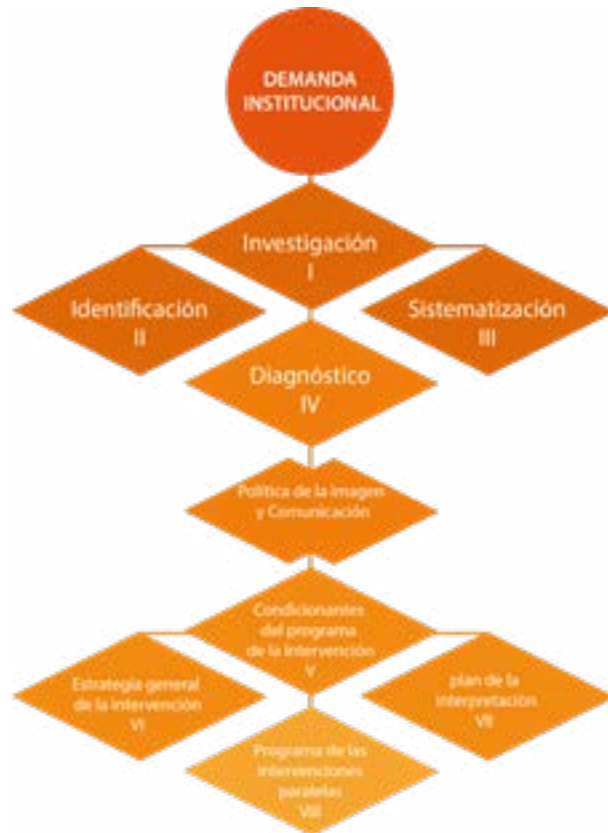 DEMANDA
INSTITUCIONAL
Investigación
I
Identificación
II
Sistematización
III
Diagnóstico
IV
Política de la imagen
y Comunicación
Condicionantes
del programa
de la Intervención
V
Estrategia general
de la intervención
VI
plan de la
interpretación
VII
Programa de las
Intervenciones
paralelas
VIII